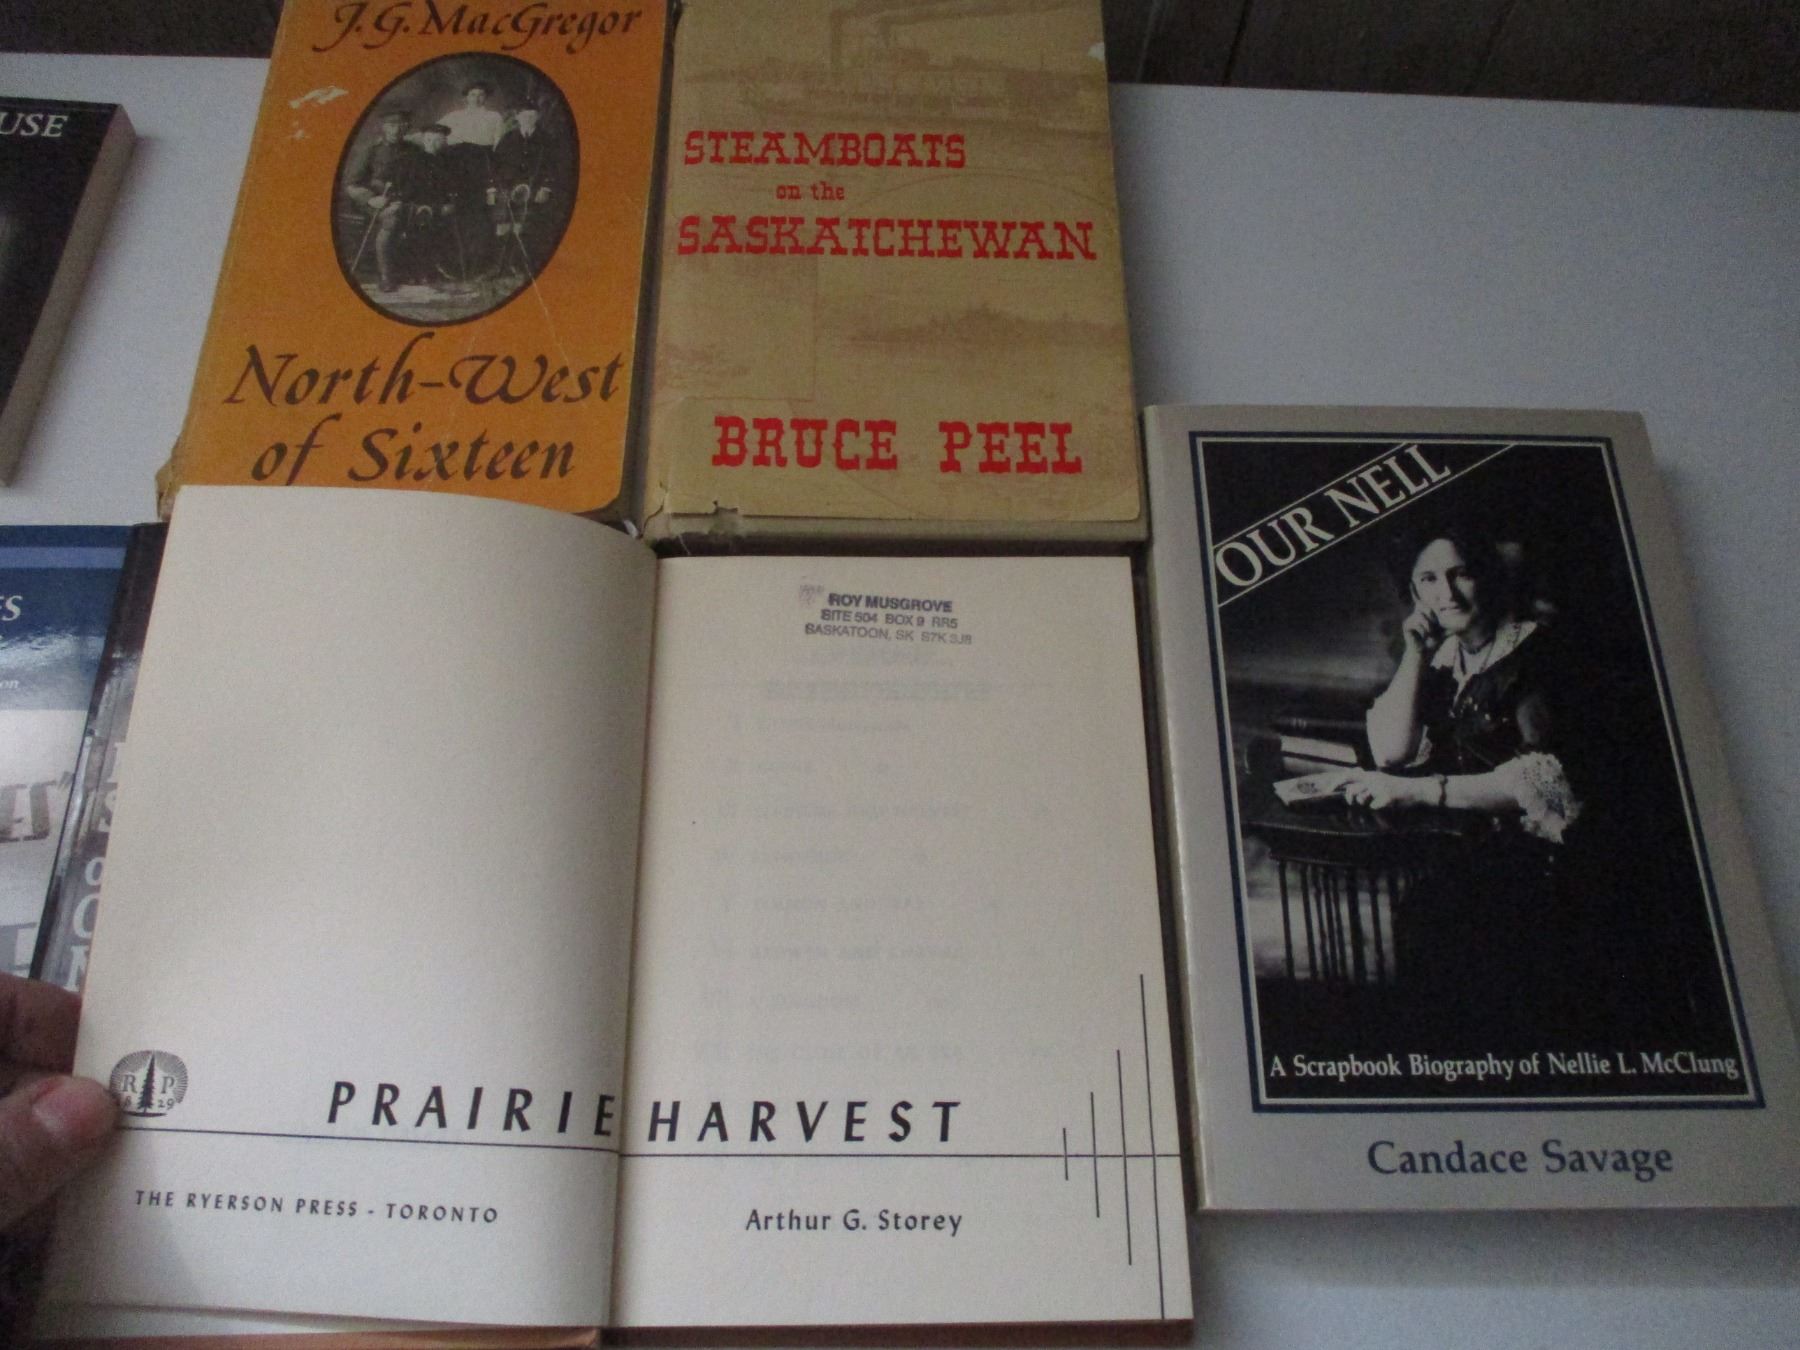 USE
J. G. MacGregor
North-West
of Sixteen
STEAMBOATS
on the
SASKATCHEWAN
BRUCE PEEL
OUR NELL
A Scrapbook Biography of Nellie L. McClung
Candace Savage
ROY MUSGROVE
SITE 504 BOX 9 RR5
SASKATOON, SK S7K 3J8
R P
18 29
PRAIRIE HARVEST
THE RYERSON PRESS - TORONTO
Arthur G. Storey